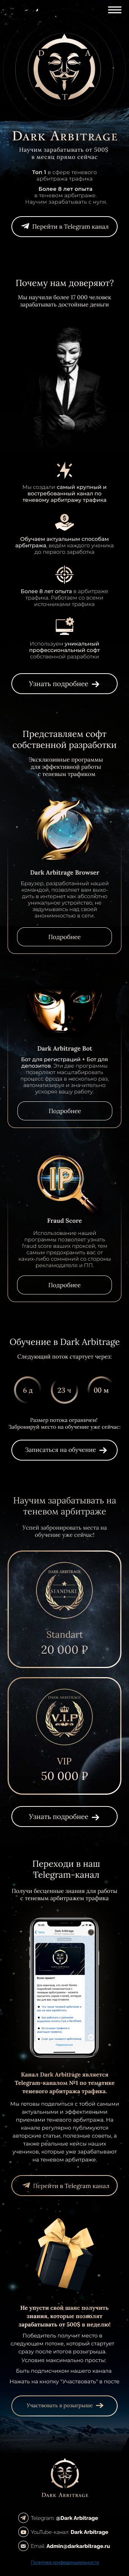 D
A
T
DARK ARBITRAGE
Научим зарабатывать от 500$
в месяц прямо сейчас
Топ 1 в сфере теневого
арбитража трафика
Более 8 лет опыта
в теневом арбитраже.
Научим зарабатывать с нуля.
Перейти в Telegram канал
Почему нам доверяют?
Мы научили более 17 000 человек
зарабатывать достойные деньги
Мы создали самый крупный и
востребованный канал по
теневому арбитражу трафика
Обучаем актуальным способам
арбитража, ведём каждого ученика
до первого заработка
Более 8 лет опыта в арбитраже
трафика. Работаем со всеми
источниками трафика
Используем уникальный
профессиональный софт
собственной разработки
Узнать подробнее
Представляем софт
собственной разработки
Эксклюзивные программы
для эффективной работы
с теневым трафиком
Dark Arbitrage Browser
Браузер, разработанный нашей
командой, позволяет вам выхо-
дить в интернет как абсолютно
уникальное устройство, не
задумываясь над своей
анонимностью в сети.
Подробнее
Dark Arbitrage Bot
Бот для регистраций + Бот для
депозитов. Эти две программы
позволяют масштабировать
процесс фрода в несколько раз,
автоматизируя и значительно
ускоряя вашу работу.
Подробнее
IP
Fraud Score
Использование нашей
программы позволяет узнать
fraud score ваших проксей, тем
самым предохранить вас от
каких-либо сомнений со стороны
рекламодателя и ПП.
Подробнее
Обучение в Dark Arbitrage
Следующий поток стартует через:
6 д
23 ч
00 м
Размер потока ограничен!
Забронируй место на обучение уже сейчас:
Записаться на обучение
Научим зарабатывать на
теневом арбитраже
Успей забронировать места на
обучение уже сейчас!
DARK ARBITRAGE
STANDART
Standart
20 000 ₽
DARK ARBITRAGE
V.I.P
VIP
50 000 ₽
Узнать подробнее
Переходи в наш
Telegram-канал
Получи бесценные знания для работы
с теневым арбитражем трафика
Dark Arbitrage
Канал Dark Arbitrage является
Telegram-каналом №1 по тематике
теневого арбитража трафика.
Мы готовы поделиться с тобой самыми
актуальными и эффективными
приемами теневого арбитража. На
канале регулярно публикуются
авторские статьи, полезные советы, а
также реальные кейсы наших
учеников, которые уже зарабатывают
на теневом арбитраже.
Перейти в Telegram канал
Не упусти свой шанс получить
знания, которые позволят
зарабатывать от 500$ в неделю!
Победитель получит место в
следующем потоке, который стартует
сразу после итогов розыгрыша.
Условия максимально просты:
Быть подписчиком нашего канала
Нажать на кнопку "Участвовать" в посте
Участвовать в розыгрыше
DARK ARBITRAGE
Telegram: @Dark Arbitrage
YouTube-канал: Dark Arbitrage
Email: Admin@darkarbitrage.ru
Политика конфиденциальности